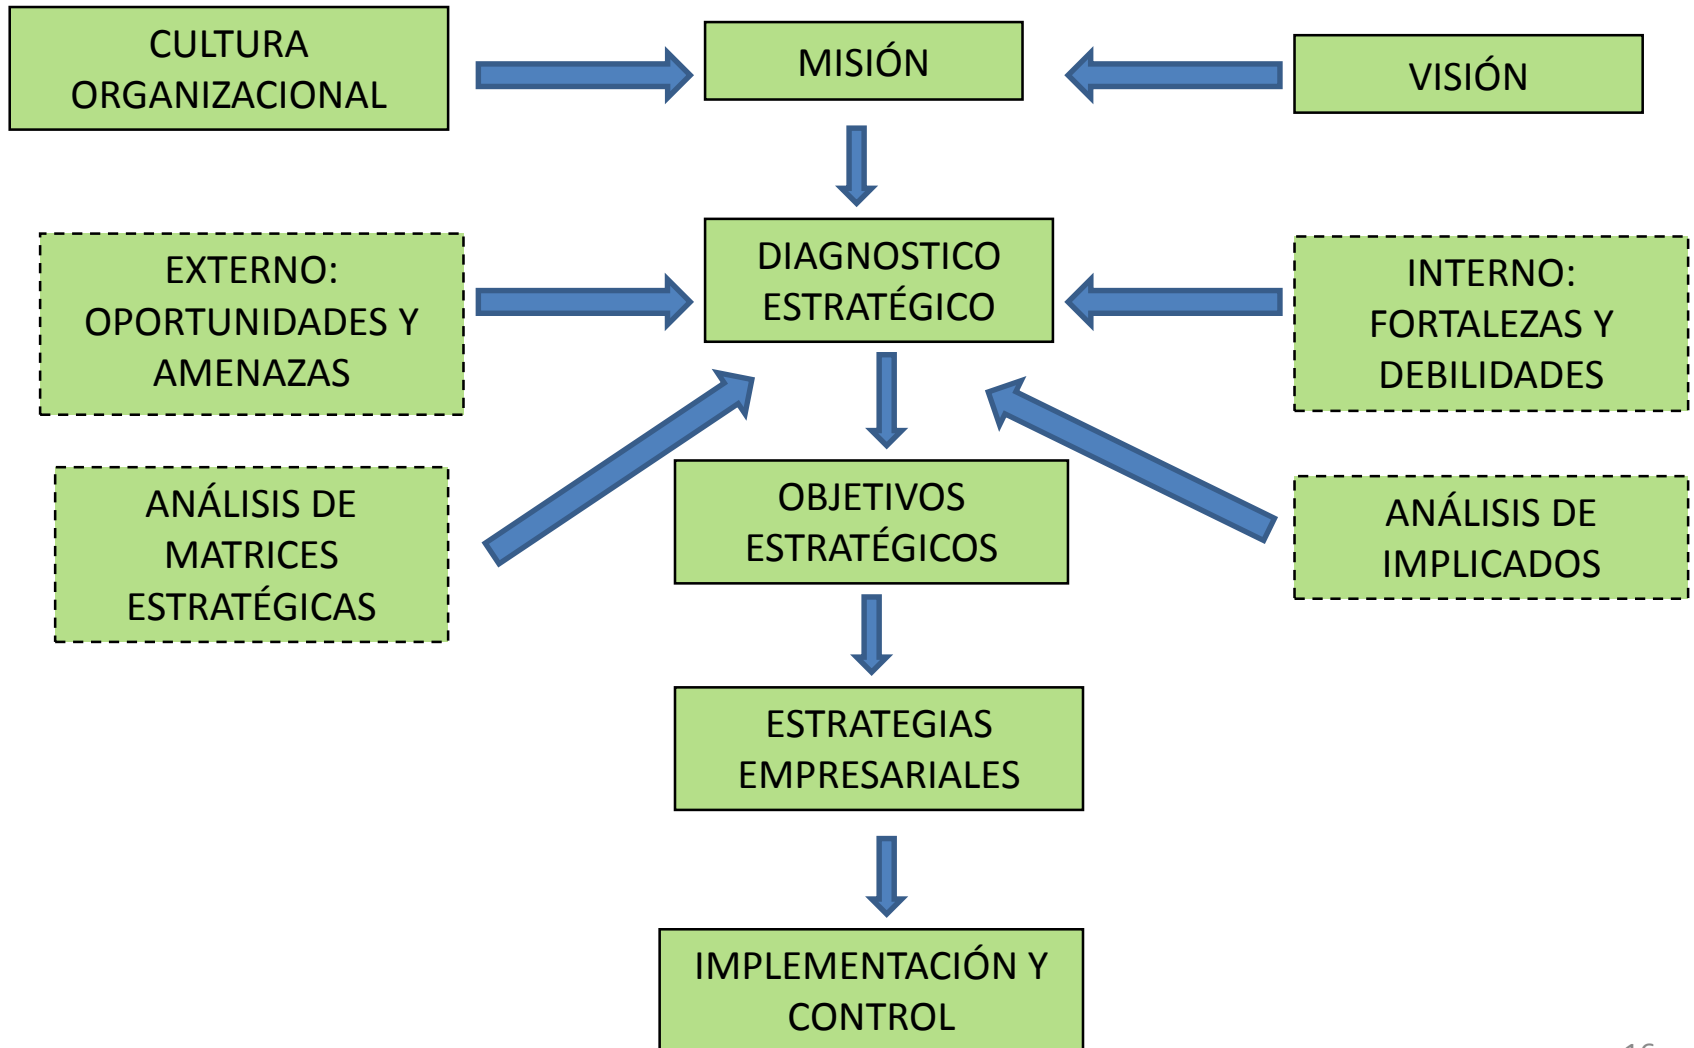 CULTURA
ORGANIZACIONAL
MISIÓN
VISIÓN
EXTERNO:
OPORTUNIDADES Y
AMENAZAS
DIAGNOSTICO
ESTRATÉGICO
INTERNO:
FORTALEZAS Y
DEBILIDADES
ANÁLISIS DE
MATRICES
ESTRATÉGICAS
OBJETIVOS
ESTRATÉGICOS
ANÁLISIS DE
IMPLICADOS
ESTRATEGIAS
EMPRESARIALES
IMPLEMENTACIÓN Y
CONTROL